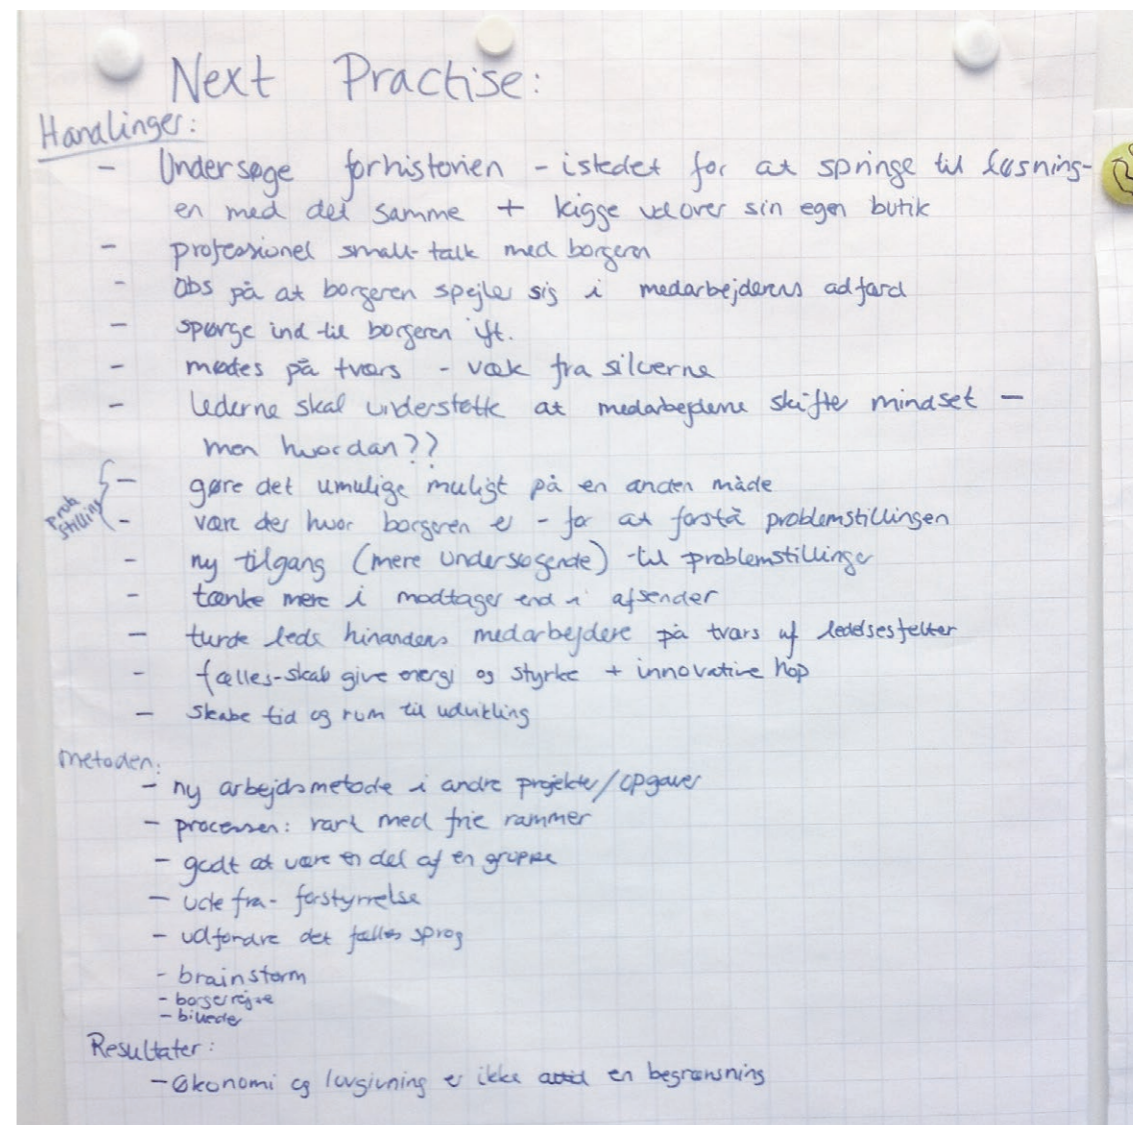 Next Practise:
Handlinger:
- Undersøge forhistorien - istedet for at springe til løsning-
en med det samme + kigge ud over sin egen butik
- professionel small-talk med borgeren
- Obs på at borgeren spejler sig i medarbejderens adfærd
- spørge ind til borgeren ift.
- mødes på tværs - væk fra siloerne
- lederne skal understøtte at medarbejderne skifte mindset -
men hvordan??
- gøre det umulige muligt på en anden måde
Prob
stilling
- være der hvor borgeren er - for at forstå problemstillingen
- ny tilgang (mere undersøgende) til problemstillinger
- tænke mere i modtager end i afsender
- turde lede hinandens medarbejdere på tværs af ledelsesfelter
- fælles-skab give energi og styrke + innovative hop
- skabe tid og rum til udvikling
metoden:
- ny arbejdsmetode i andre projekter/opgaver
- processen: rart med frie rammer
- godt at være en del af en gruppe
- ude fra- forstyrrelse
- udfordre det fælles sprog
- brainstorm
- borgerrejse
- billeder
Resultater:
- Økonomi og lovgivning er ikke altid en begrænsning